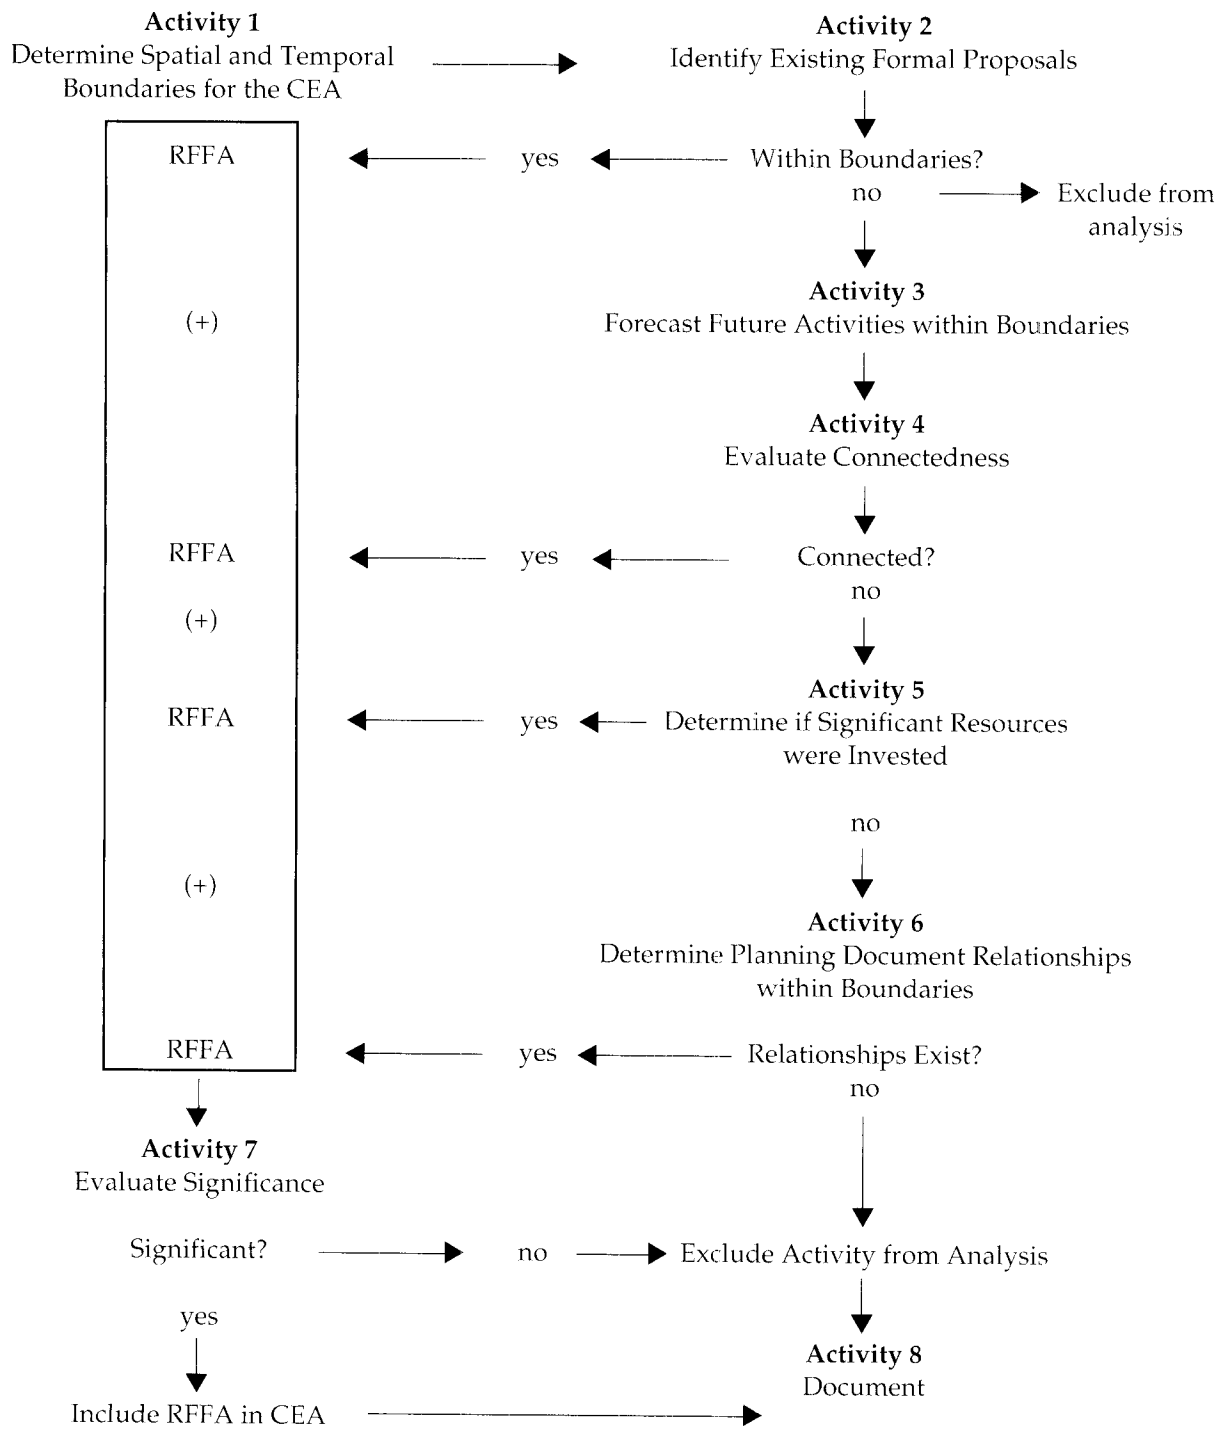 Activity 1
Determine Spatial and Temporal
Boundaries for the CEA
Activity 2
Identify Existing Formal Proposals
RFFA
yes
Within Boundaries?
no
Exclude from
analysis
(+)
Activity 3
Forecast Future Activities within Boundaries
Activity 4
Evaluate Connectedness
RFFA
yes
Connected?
no
(+)
RFFA
yes
Activity 5
Determine if Significant Resources
were Invested
no
(+)
Activity 6
Determine Planning Document Relationships
within Boundaries
RFFA
yes
Relationships Exist?
no
Activity 7
Evaluate Significance
Significant?
no
Exclude Activity from Analysis
yes
Activity 8
Document
Include RFFA in CEA